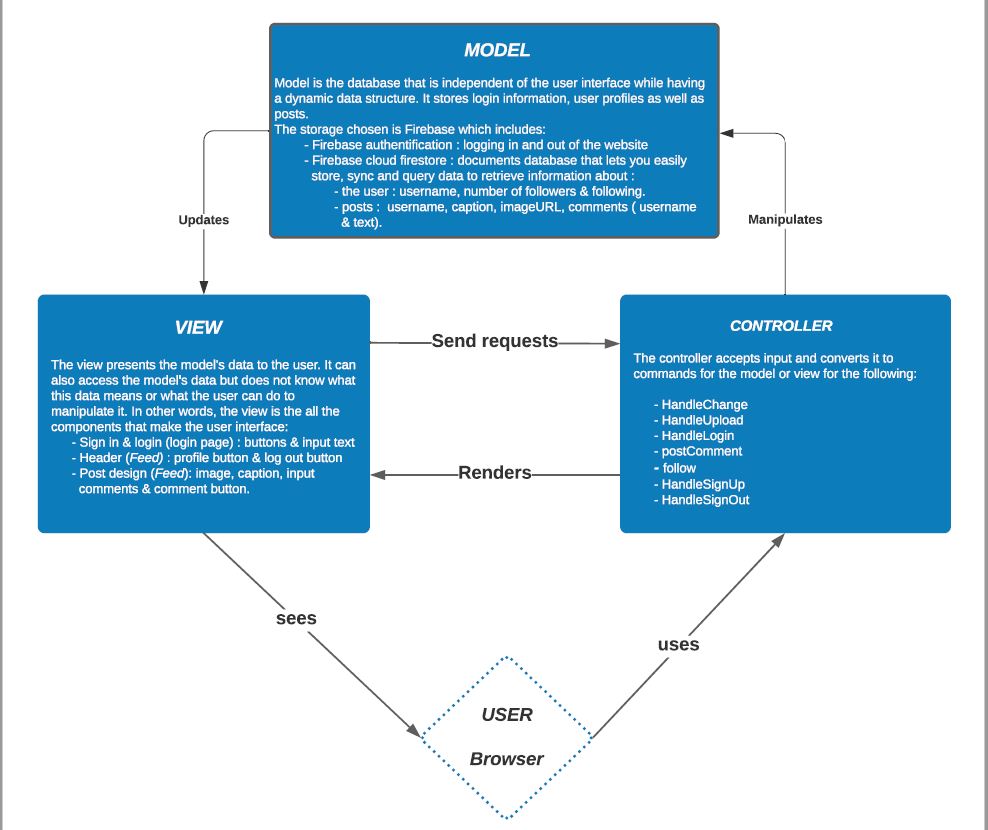 MODEL
Model is the database that is independent of the user interface while having
a dynamic data structure. It stores login information, user profiles as well as
posts.
The storage chosen is Firebase which includes:
- Firebase authentification : logging in and out of the website
- Firebase cloud firestore : documents database that lets you easily
store, sync and query data to retrieve information about :
- the user : username, number of followers & following.
- posts :  username, caption, imageURL, comments ( username
& text).
Updates
Manipulates
VIEW
The view presents the model's data to the user. It can
also access the model's data but does not know what
this data means or what the user can do to
manipulate it. In other words, the view is the all the
components that make the user interface:
- Sign in & login (login page) : buttons & input text
- Header (Feed) : profile button & log out button
- Post design (Feed): image, caption, input
comments & comment button.
Send requests
Renders
CONTROLLER
The controller accepts input and converts it to
commands for the model or view for the following:
- HandleChange
- HandleUpload
- HandleLogin
- postComment
- follow
- HandleSignUp
- HandleSignOut
sees
uses
USER
Browser